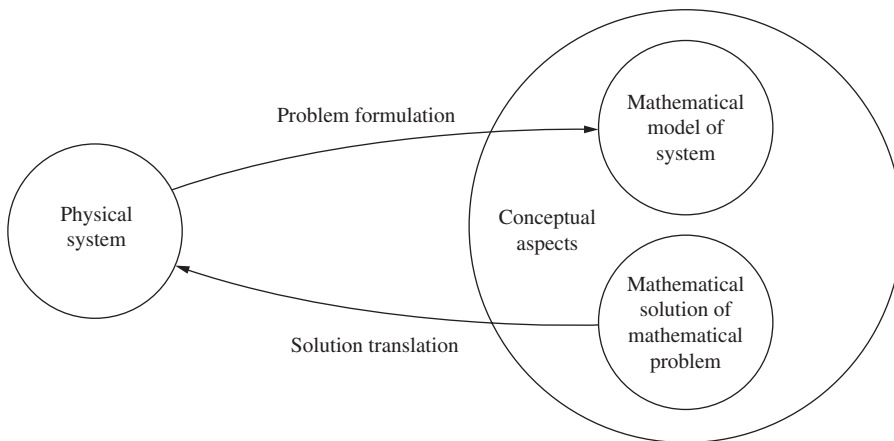 Problem formulation
Mathematical
model of
system
Physical
system
Conceptual
aspects
Mathematical
solution of
mathematical
problem
Solution translation